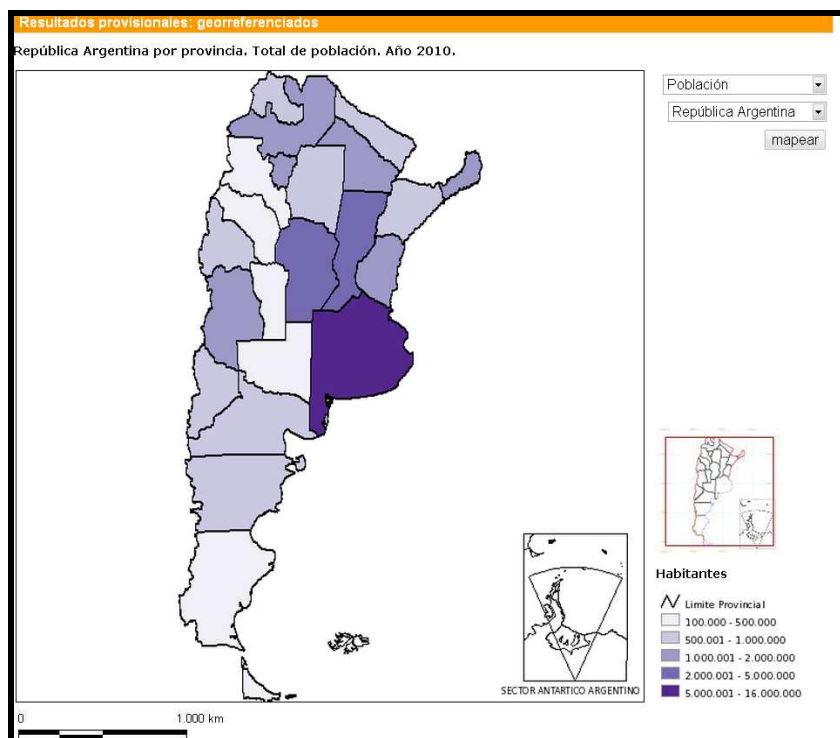 Resultados provisionales: georreferenciados
República Argentina por provincia. Total de población. Año 2010.
Población
República Argentina
mapear
Habitantes
Limite Provincial
100.000 - 500.000
500.001 - 1.000.000
1.000.001 - 2.000.000
2.000.001 - 5.000.000
5.000.001 - 16.000.000
SECTOR ANTARTICO ARGENTINO
0 1.000 km